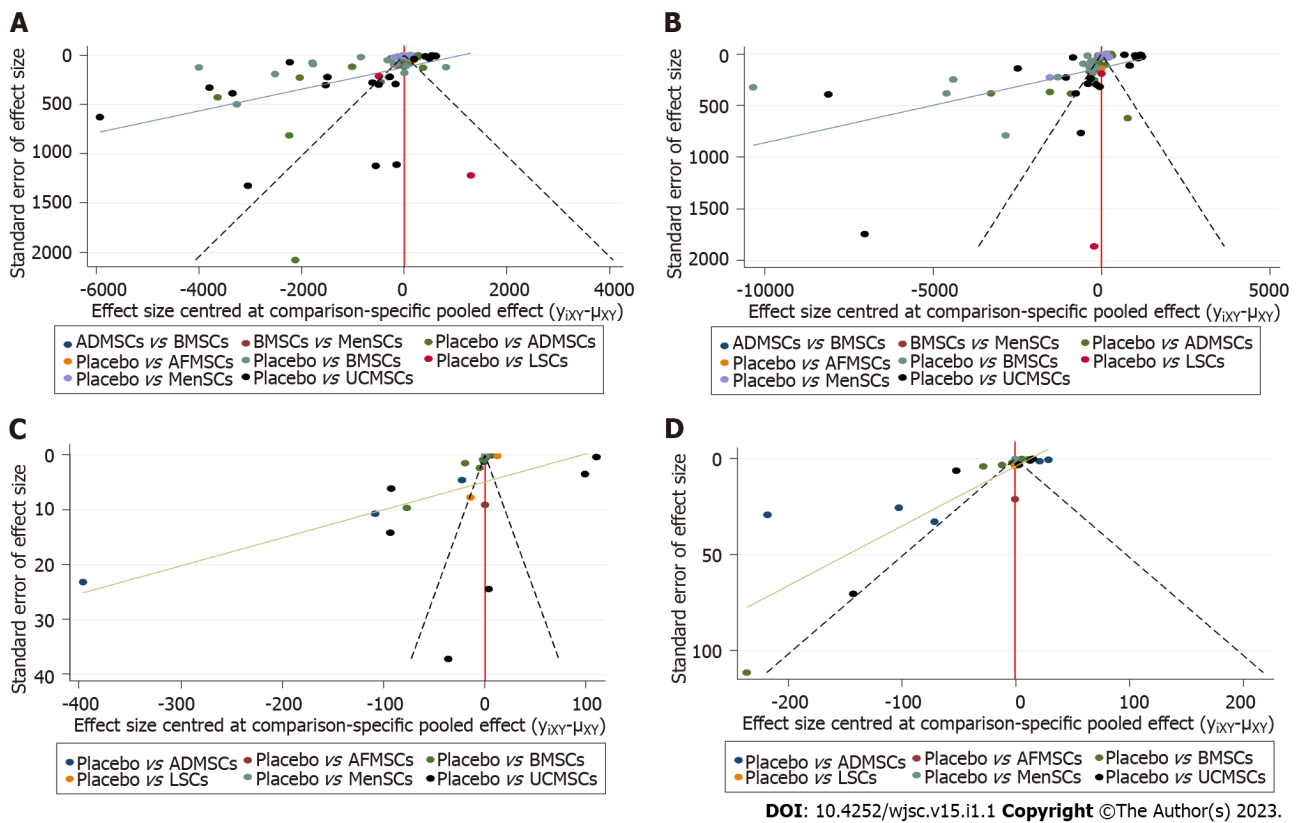 A
Standard error of effect size
0
500
1000
1500
2000
-6000 -4000 -2000 0 2000 4000
Effect size centred at comparison-specific pooled effect (yiXY-μXY)
ADMSCs vs BMSCs BMSCs vs MenSCs Placebo vs ADMSCs
Placebo vs AFMSCs Placebo vs BMSCs Placebo vs LSCs
Placebo vs MenSCs Placebo vs UCMSCs
B
Standard error of effect size
0
500
1000
1500
2000
-10000 -5000 0 5000
Effect size centred at comparison-specific pooled effect (yiXY-μXY)
ADMSCs vs BMSCs BMSCs vs MenSCs Placebo vs ADMSCs
Placebo vs AFMSCs Placebo vs BMSCs Placebo vs LSCs
Placebo vs MenSCs Placebo vs UCMSCs
C
Standard error of effect size
0
10
20
30
40
-400 -300 -200 -100 0 100
Effect size centred at comparison-specific pooled effect (yiXY-μXY)
Placebo vs ADMSCs Placebo vs AFMSCs Placebo vs BMSCs
Placebo vs LSCs Placebo vs MenSCs Placebo vs UCMSCs
D
Standard error of effect size
0
50
100
-200 -100 0 100 200
Effect size centred at comparison-specific pooled effect (yiXY-μXY)
Placebo vs ADMSCs Placebo vs AFMSCs Placebo vs BMSCs
Placebo vs LSCs Placebo vs MenSCs Placebo vs UCMSCs
DOI: 10.4252/wjsc.v15.i1.1 Copyright ©The Author(s) 2023.